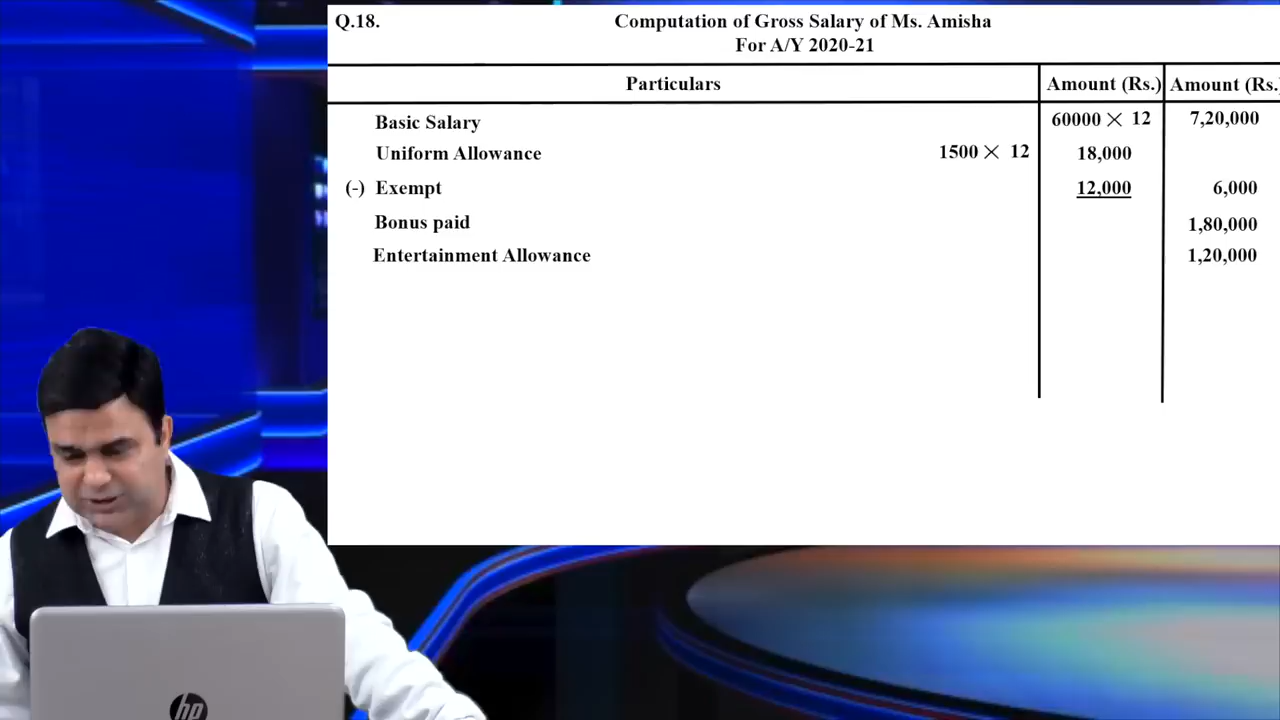 Q.18. Computation of Gross Salary of Ms. Amisha
For A/Y 2020-21
Particulars Amount (Rs.) Amount (Rs.
Basic Salary 60000 × 12 7,20,000
Uniform Allowance 1500 × 12 18,000
(-) Exempt 12,000 6,000
Bonus paid 1,80,000
Entertainment Allowance 1,20,000
hp